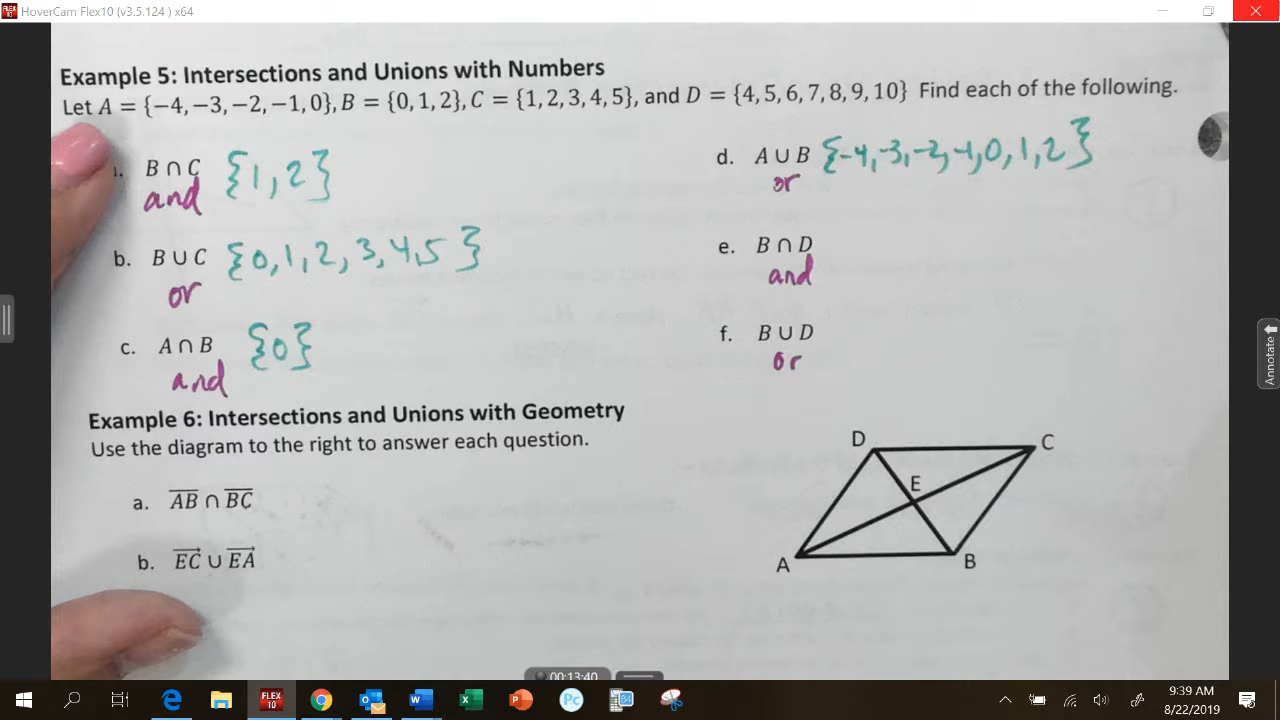 HoverCam Flex10 (v3.5.124 ) x64
Example 5: Intersections and Unions with Numbers
Let A = {−4, −3, −2, −1, 0}, B = {0, 1, 2}, C = {1, 2, 3, 4, 5}, and D = {4, 5, 6, 7, 8, 9, 10} Find each of the following.
B ∩ C {1, 2}
and
b. B ∪ C {0, 1, 2, 3, 4, 5 }
or
c. A ∩ B {0}
and
d. A ∪ B {-4, -3, -2, -1, 0, 1, 2}
or
e. B ∩ D
and
f. B ∪ D
or
Example 6: Intersections and Unions with Geometry
Use the diagram to the right to answer each question.
a. A̅B̅ ∩ B̅C̅
b. E⃗C⃗ ∪ E⃗A⃗
D
C
E
A
B
Annotate
00:13:40
FLEX 10
9:39 AM
8/22/2019